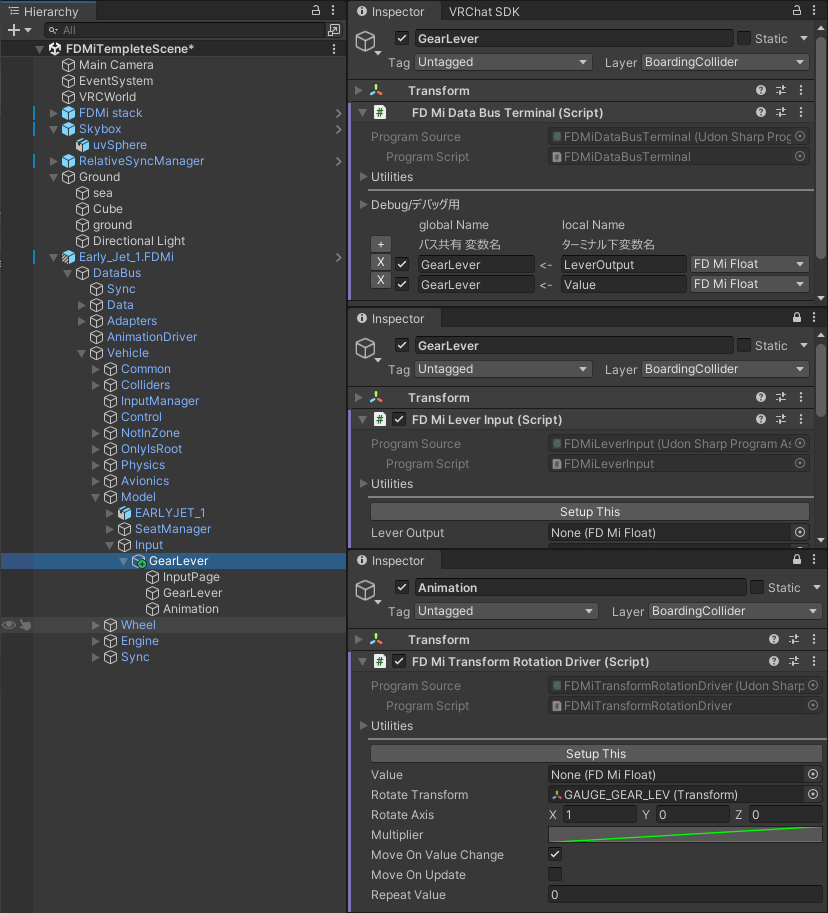 Hierarchy
All
FDMiTempleteScene*
Main Camera
EventSystem
VRCWorld
FDMi stack
Skybox
uvSphere
RelativeSyncManager
Ground
sea
Cube
ground
Directional Light
Early_Jet_1.FDMi
DataBus
Sync
Data
Adapters
AnimationDriver
Vehicle
Common
Colliders
InputManager
Control
NotInZone
OnlyIsRoot
Physics
Avionics
Model
EARLYJET_1
SeatManager
Input
GearLever
InputPage
GearLever
Animation
Wheel
Engine
Sync
Inspector VRChat SDK
GearLever Static
Tag Untagged Layer BoardingCollider
Transform
FD Mi Data Bus Terminal (Script)
Program Source FDMiDataBusTerminal (Udon Sharp Prog
Program Script FDMiDataBusTerminal
Utilities
Debug/デバッグ用
global Name local Name
+ バス共有 変数名 ターミナル下変数名
X GearLever <- LeverOutput FD Mi Float
X GearLever <- Value FD Mi Float
Inspector
GearLever Static
Tag Untagged Layer BoardingCollider
Transform
FD Mi Lever Input (Script)
Program Source FDMiLeverInput (Udon Sharp Program As
Program Script FDMiLeverInput
Utilities
Setup This
Lever Output None (FD Mi Float)
Inspector
Animation Static
Tag Untagged Layer BoardingCollider
Transform
FD Mi Transform Rotation Driver (Script)
Program Source FDMiTransformRotationDriver (Udon Sharp
Program Script FDMiTransformRotationDriver
Utilities
Setup This
Value None (FD Mi Float)
Rotate Transform GAUGE_GEAR_LEV (Transform)
Rotate Axis X 1 Y 0 Z 0
Multiplier
Move On Value Change
Move On Update
Repeat Value 0